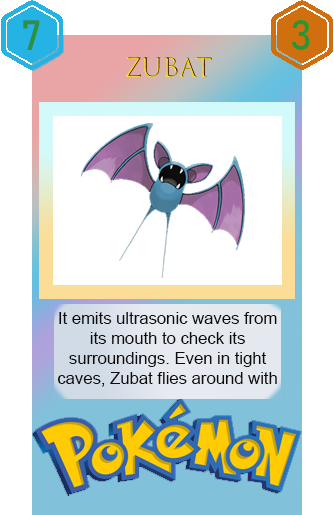 7
3
ZUBAT
It emits ultrasonic waves from
its mouth to check its
surroundings. Even in tight
caves, Zubat flies around with
POKéMON